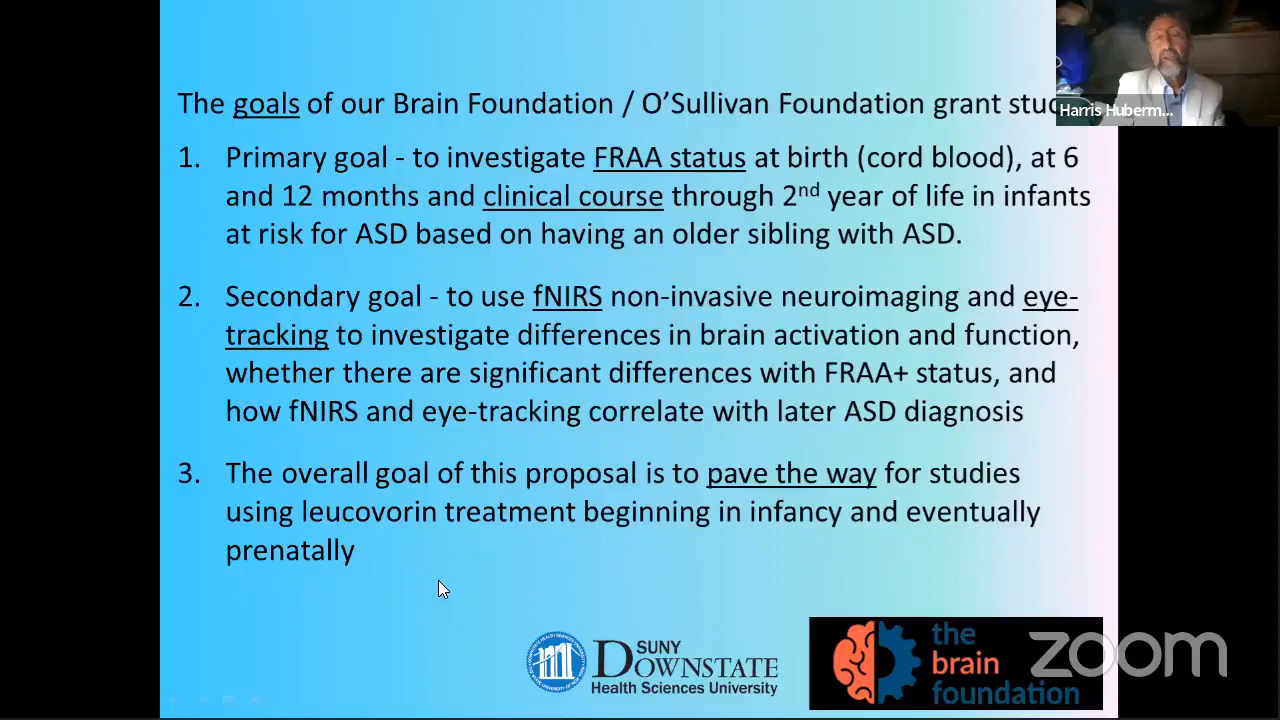 The goals of our Brain Foundation / O'Sullivan Foundation grant
Harris Huberm...
1. Primary goal - to investigate FRAA status at birth (cord blood), at 6
and 12 months and clinical course through 2nd year of life in infants
at risk for ASD based on having an older sibling with ASD.
2. Secondary goal - to use fNIRS non-invasive neuroimaging and eye-
tracking to investigate differences in brain activation and function,
whether there are significant differences with FRAA+ status, and
how fNIRS and eye-tracking correlate with later ASD diagnosis
3. The overall goal of this proposal is to pave the way for studies
using leucovorin treatment beginning in infancy and eventually
prenatally
SUNY
DOWNSTATE
Health Sciences University
the
brain
foundation
zoom